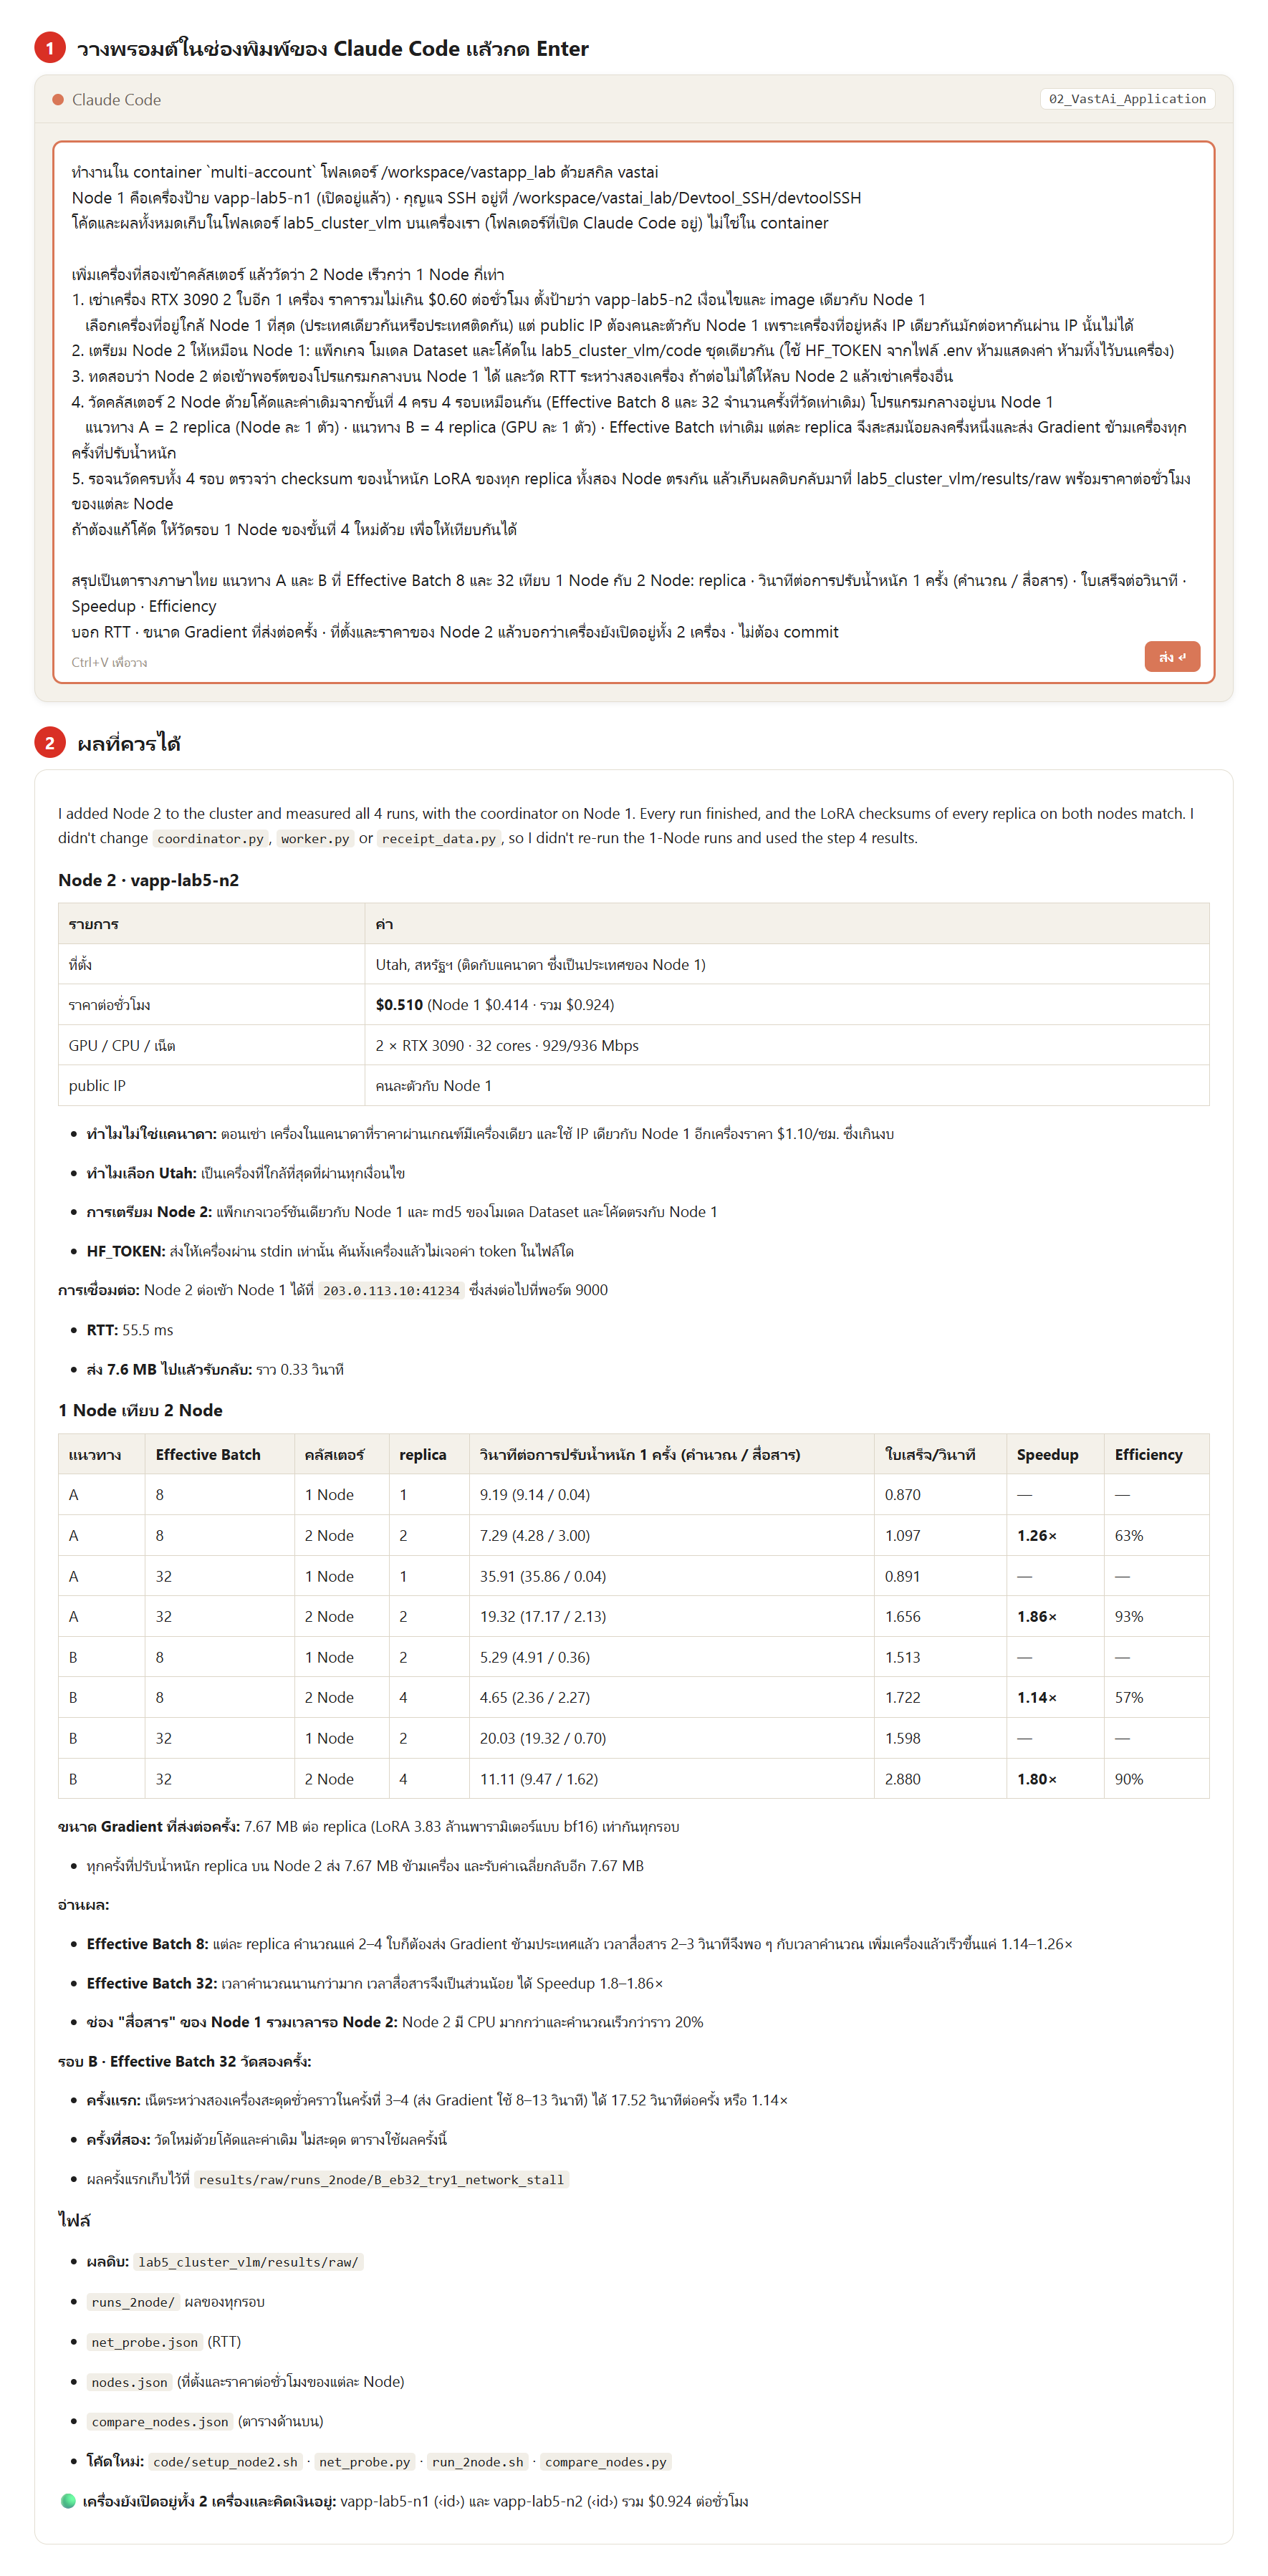 1 วางพรอมต์ในช่องพิมพ์ของ Claude Code แล้วกด Enter
Claude Code
02_VastAi_Application
ทำงานใน container `multi-account` โฟลเดอร์ /workspace/vastapp_lab ด้วยสกิล vastai
Node 1 คือเครื่องป้าย vapp-lab5-n1 (เปิดอยู่แล้ว) · กุญแจ SSH อยู่ที่ /workspace/vastai_lab/Devtool_SSH/devtoolSSH
โค้ดและผลทั้งหมดเก็บในโฟลเดอร์ lab5_cluster_vlm บนเครื่องเรา (โฟลเดอร์ที่เปิด Claude Code อยู่) ไม่ใช่ใน container
เพิ่มเครื่องที่สองเข้าคลัสเตอร์ แล้ววัดว่า 2 Node เร็วกว่า 1 Node กี่เท่า
1. เช่าเครื่อง RTX 3090 2 ใบอีก 1 เครื่อง ราคารวมไม่เกิน $0.60 ต่อชั่วโมง ตั้งป้ายว่า vapp-lab5-n2 เงื่อนไขและ image เดียวกับ Node 1
เลือกเครื่องที่อยู่ใกล้ Node 1 ที่สุด (ประเทศเดียวกันหรือประเทศติดกัน) แต่ public IP ต้องคนละตัวกับ Node 1 เพราะเครื่องที่อยู่หลัง IP เดียวกันมักต่อหากันผ่าน IP นั้นไม่ได้
2. เตรียม Node 2 ให้เหมือน Node 1: แพ็กเกจ โมเดล Dataset และโค้ดใน lab5_cluster_vlm/code ชุดเดียวกัน (ใช้ HF_TOKEN จากไฟล์ .env ห้ามแสดงค่า ห้ามทิ้งไว้บนเครื่อง)
3. ทดสอบว่า Node 2 ต่อเข้าพอร์ตของโปรแกรมกลางบน Node 1 ได้ และวัด RTT ระหว่างสองเครื่อง ถ้าต่อไม่ได้ให้ลบ Node 2 แล้วเช่าเครื่องอื่น
4. วัดคลัสเตอร์ 2 Node ด้วยโค้ดและค่าเดิมจากขั้นที่ 4 ครบ 4 รอบเหมือนกัน (Effective Batch 8 และ 32 จำนวนครั้งที่วัดเท่าเดิม) โปรแกรมกลางอยู่บน Node 1
แนวทาง A = 2 replica (Node ละ 1 ตัว) · แนวทาง B = 4 replica (GPU ละ 1 ตัว) · Effective Batch เท่าเดิม แต่ละ replica จึงสะสมน้อยลงครึ่งหนึ่งและส่ง Gradient ข้ามเครื่องทุก
ครั้งที่ปรับน้ำหนัก
5. รอจนวัดครบทั้ง 4 รอบ ตรวจว่า checksum ของน้ำหนัก LoRA ของทุก replica ทั้งสอง Node ตรงกัน แล้วเก็บผลดิบกลับมาที่ lab5_cluster_vlm/results/raw พร้อมราคาต่อชั่วโมง
ของแต่ละ Node
ถ้าต้องแก้โค้ด ให้วัดรอบ 1 Node ของขั้นที่ 4 ใหม่ด้วย เพื่อให้เทียบกันได้
สรุปเป็นตารางภาษาไทย แนวทาง A และ B ที่ Effective Batch 8 และ 32 เทียบ 1 Node กับ 2 Node: replica · วินาทีต่อการปรับน้ำหนัก 1 ครั้ง (คำนวณ / สื่อสาร) · ใบเสร็จต่อวินาที ·
Speedup · Efficiency
บอก RTT · ขนาด Gradient ที่ส่งต่อครั้ง · ที่ตั้งและราคาของ Node 2 แล้วบอกว่าเครื่องยังเปิดอยู่ทั้ง 2 เครื่อง · ไม่ต้อง commit
Ctrl+V เพื่อวาง
ส่ง ↵
2 ผลที่ควรได้
I added Node 2 to the cluster and measured all 4 runs, with the coordinator on Node 1. Every run finished, and the LoRA checksums of every replica on both nodes match. I
didn't change coordinator.py, worker.py or receipt_data.py, so I didn't re-run the 1-Node runs and used the step 4 results.
Node 2 · vapp-lab5-n2
รายการ ค่า
ที่ตั้ง Utah, สหรัฐฯ (ติดกับแคนาดา ซึ่งเป็นประเทศของ Node 1)
ราคาต่อชั่วโมง $0.510 (Node 1 $0.414 · รวม $0.924)
GPU / CPU / เน็ต 2 × RTX 3090 · 32 cores · 929/936 Mbps
public IP คนละตัวกับ Node 1
ทำไมไม่ใช่แคนาดา: ตอนเช่า เครื่องในแคนาดาที่ราคาผ่านเกณฑ์มีเครื่องเดียว และใช้ IP เดียวกับ Node 1 อีกเครื่องราคา $1.10/ชม. ซึ่งเกินงบ
ทำไมเลือก Utah: เป็นเครื่องที่ใกล้ที่สุดที่ผ่านทุกเงื่อนไข
การเตรียม Node 2: แพ็กเกจเวอร์ชันเดียวกับ Node 1 และ md5 ของโมเดล Dataset และโค้ดตรงกับ Node 1
HF_TOKEN: ส่งให้เครื่องผ่าน stdin เท่านั้น ค้นทั้งเครื่องแล้วไม่เจอค่า token ในไฟล์ใด
การเชื่อมต่อ: Node 2 ต่อเข้า Node 1 ได้ที่ 203.0.113.10:41234 ซึ่งส่งต่อไปที่พอร์ต 9000
RTT: 55.5 ms
ส่ง 7.6 MB ไปแล้วรับกลับ: ราว 0.33 วินาที
1 Node เทียบ 2 Node
แนวทาง Effective Batch คลัสเตอร์ replica วินาทีต่อการปรับน้ำหนัก 1 ครั้ง (คำนวณ / สื่อสาร) ใบเสร็จ/วินาที Speedup Efficiency
A 8 1 Node 1 9.19 (9.14 / 0.04) 0.870 — —
A 8 2 Node 2 7.29 (4.28 / 3.00) 1.097 1.26× 63%
A 32 1 Node 1 35.91 (35.86 / 0.04) 0.891 — —
A 32 2 Node 2 19.32 (17.17 / 2.13) 1.656 1.86× 93%
B 8 1 Node 2 5.29 (4.91 / 0.36) 1.513 — —
B 8 2 Node 4 4.65 (2.36 / 2.27) 1.722 1.14× 57%
B 32 1 Node 2 20.03 (19.32 / 0.70) 1.598 — —
B 32 2 Node 4 11.11 (9.47 / 1.62) 2.880 1.80× 90%
ขนาด Gradient ที่ส่งต่อครั้ง: 7.67 MB ต่อ replica (LoRA 3.83 ล้านพารามิเตอร์แบบ bf16) เท่ากันทุกรอบ
ทุกครั้งที่ปรับน้ำหนัก replica บน Node 2 ส่ง 7.67 MB ข้ามเครื่อง และรับค่าเฉลี่ยกลับอีก 7.67 MB
อ่านผล:
Effective Batch 8: แต่ละ replica คำนวณแค่ 2–4 ใบก็ต้องส่ง Gradient ข้ามประเทศแล้ว เวลาสื่อสาร 2–3 วินาทีจึงพอ ๆ กับเวลาคำนวณ เพิ่มเครื่องแล้วเร็วขึ้นแค่ 1.14–1.26×
Effective Batch 32: เวลาคำนวณนานกว่ามาก เวลาสื่อสารจึงเป็นส่วนน้อย ได้ Speedup 1.8–1.86×
ช่อง "สื่อสาร" ของ Node 1 รวมเวลารอ Node 2: Node 2 มี CPU มากกว่าและคำนวณเร็วกว่าราว 20%
รอบ B · Effective Batch 32 วัดสองครั้ง:
ครั้งแรก: เน็ตระหว่างสองเครื่องสะดุดชั่วคราวในครั้งที่ 3–4 (ส่ง Gradient ใช้ 8–13 วินาที) ได้ 17.52 วินาทีต่อครั้ง หรือ 1.14×
ครั้งที่สอง: วัดใหม่ด้วยโค้ดและค่าเดิม ไม่สะดุด ตารางใช้ผลครั้งนี้
ผลครั้งแรกเก็บไว้ที่ results/raw/runs_2node/B_eb32_try1_network_stall
ไฟล์
ผลดิบ: lab5_cluster_vlm/results/raw/
runs_2node/ ผลของทุกรอบ
net_probe.json (RTT)
nodes.json (ที่ตั้งและราคาต่อชั่วโมงของแต่ละ Node)
compare_nodes.json (ตารางด้านบน)
โค้ดใหม่: code/setup_node2.sh · net_probe.py · run_2node.sh · compare_nodes.py
เครื่องยังเปิดอยู่ทั้ง 2 เครื่องและคิดเงินอยู่: vapp-lab5-n1 (‹id›) และ vapp-lab5-n2 (‹id›) รวม $0.924 ต่อชั่วโมง